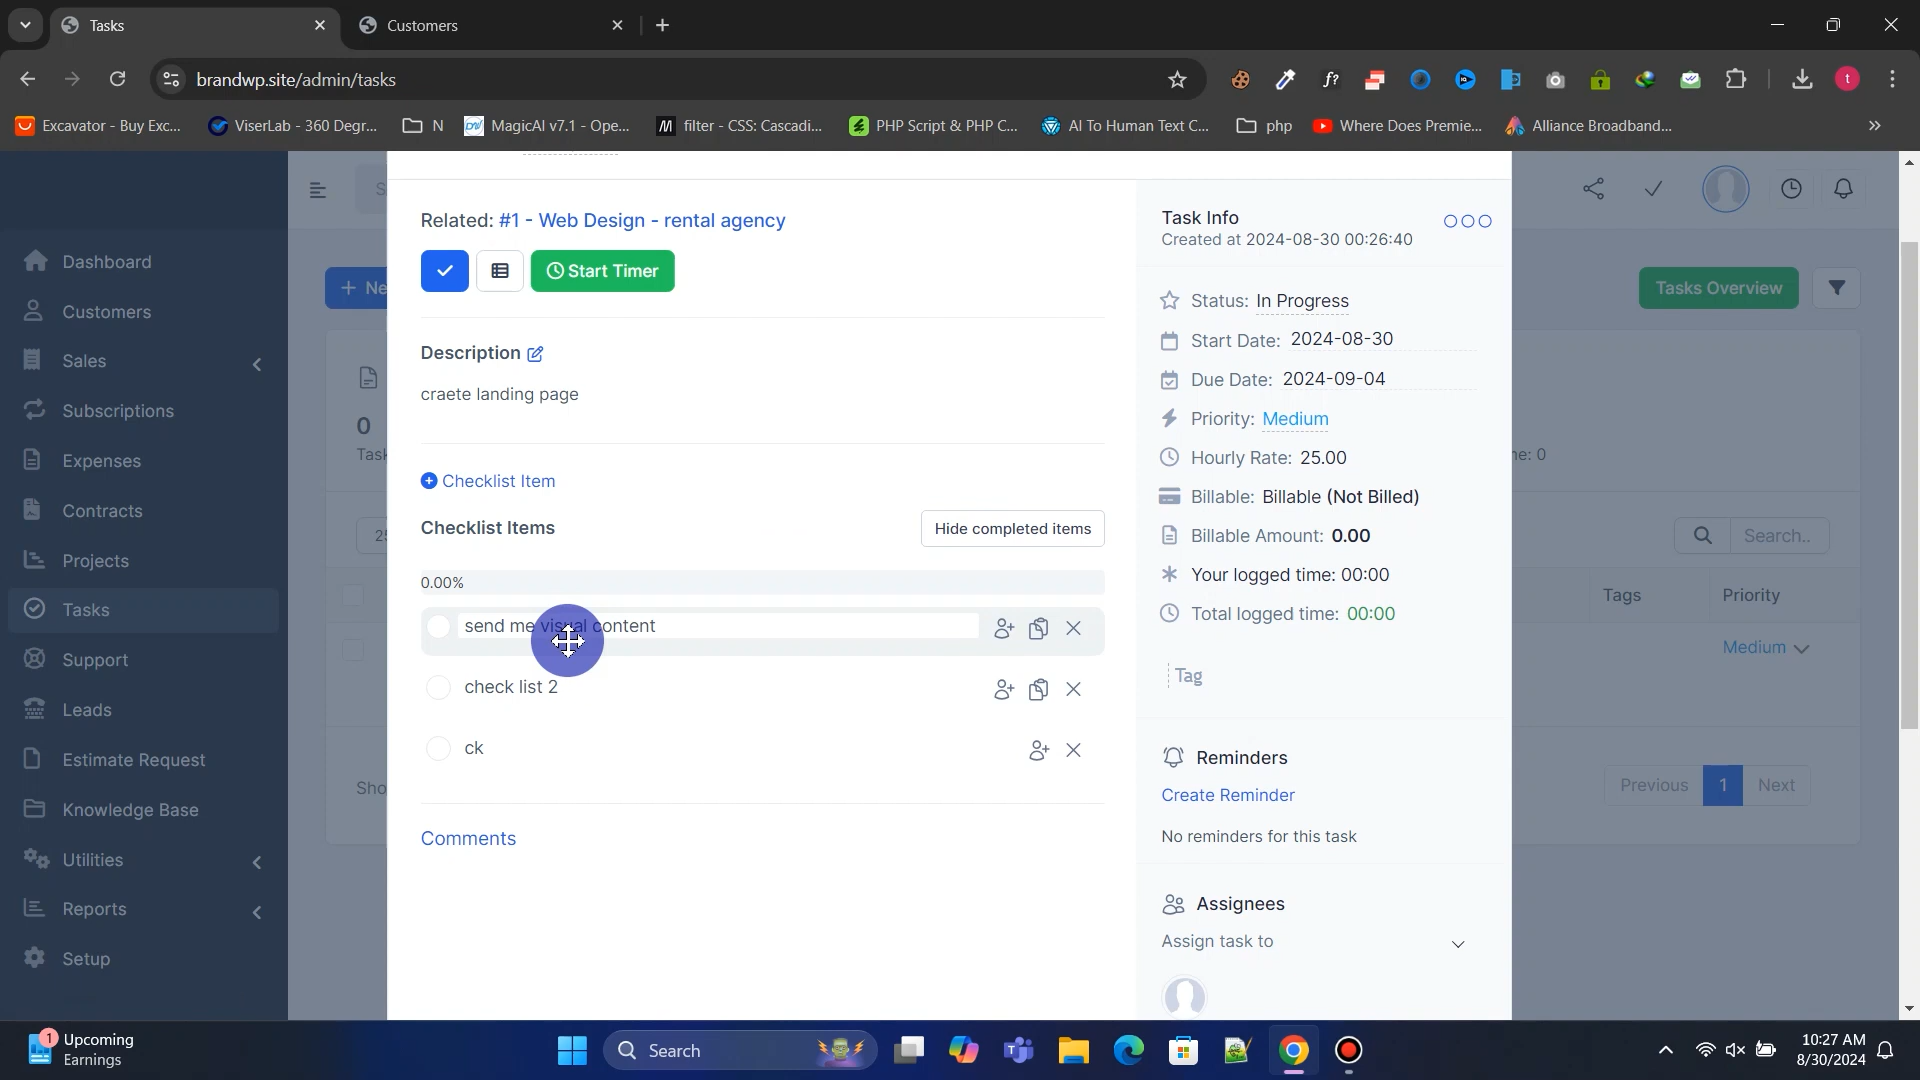 Tasks
Customers
brandwp.site/admin/tasks
Excavator - Buy Exc...
ViserLab - 360 Degr...
N
MagicAI v7.1 - Ope...
filter - CSS: Cascadi...
PHP Script & PHP C...
AI To Human Text C...
php
Where Does Premie...
Alliance Broadband...
Dashboard
Customers
Sales
Subscriptions
Expenses
Contracts
Projects
Tasks
Support
Leads
Estimate Request
Knowledge Base
Utilities
Reports
Setup
Related: #1 - Web Design - rental agency
Start Timer
Description
craete landing page
Checklist Item
Checklist Items
Hide completed items
0.00%
send me visual content
check list 2
ck
Comments
Task Info
Created at 2024-08-30 00:26:40
Status: In Progress
Start Date: 2024-08-30
Due Date: 2024-09-04
Priority: Medium
Hourly Rate: 25.00
Billable: Billable (Not Billed)
Billable Amount: 0.00
Your logged time: 00:00
Total logged time: 00:00
Tag
Reminders
Create Reminder
No reminders for this task
Assignees
Assign task to
+ Ne
0
Task
25
Sho
Tasks Overview
ne: 0
Search..
Tags
Priority
Medium
Previous
1
Next
1
Upcoming
Earnings
Search
10:27 AM
8/30/2024